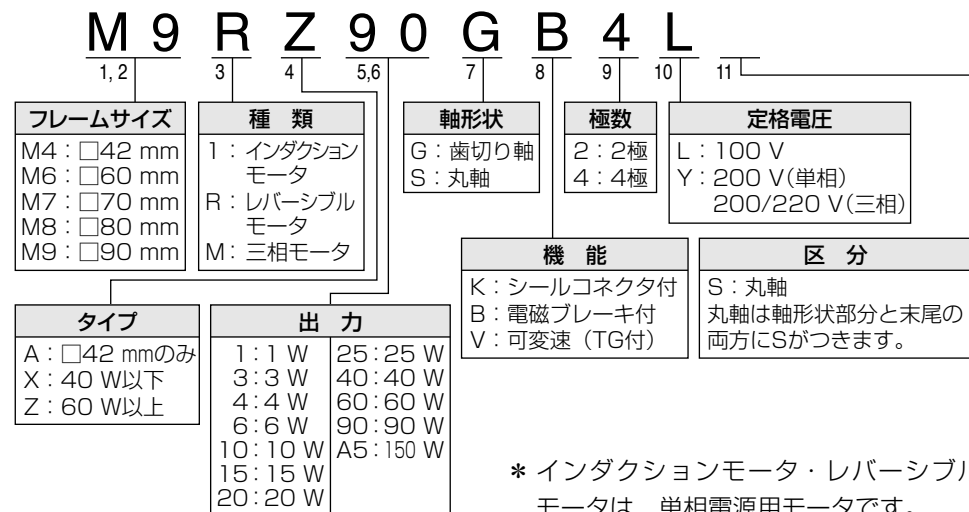 M 9 R Z 9 0 G B 4 L
1, 2 3 4 5,6 7 8 9 10 11
フレームサイズ
M4：□42 mm
M6：□60 mm
M7：□70 mm
M8：□80 mm
M9：□90 mm
種　類
1：インダクション
モータ
R：レバーシブル
モータ
M：三相モータ
軸形状
G：歯切り軸
S：丸軸
極数
2：2極
4：4極
定格電圧
L：100 V
Y：200 V(単相)
200/220 V(三相)
機　能
K：シールコネクタ付
B：電磁ブレーキ付
V：可変速（TG付）
区　分
S：丸軸
丸軸は軸形状部分と末尾の
両方にSがつきます。
タイプ
A：□42 mmのみ
X：40 W以下
Z：60 W以上
出　力
1：1 W
3：3 W
4：4 W
6：6 W
10：10 W
15：15 W
20：20 W
25：25 W
40：40 W
60：60 W
90：90 W
A5：150 W
＊インダクションモータ・レバーシブル
モータは、単相電源用モータです。